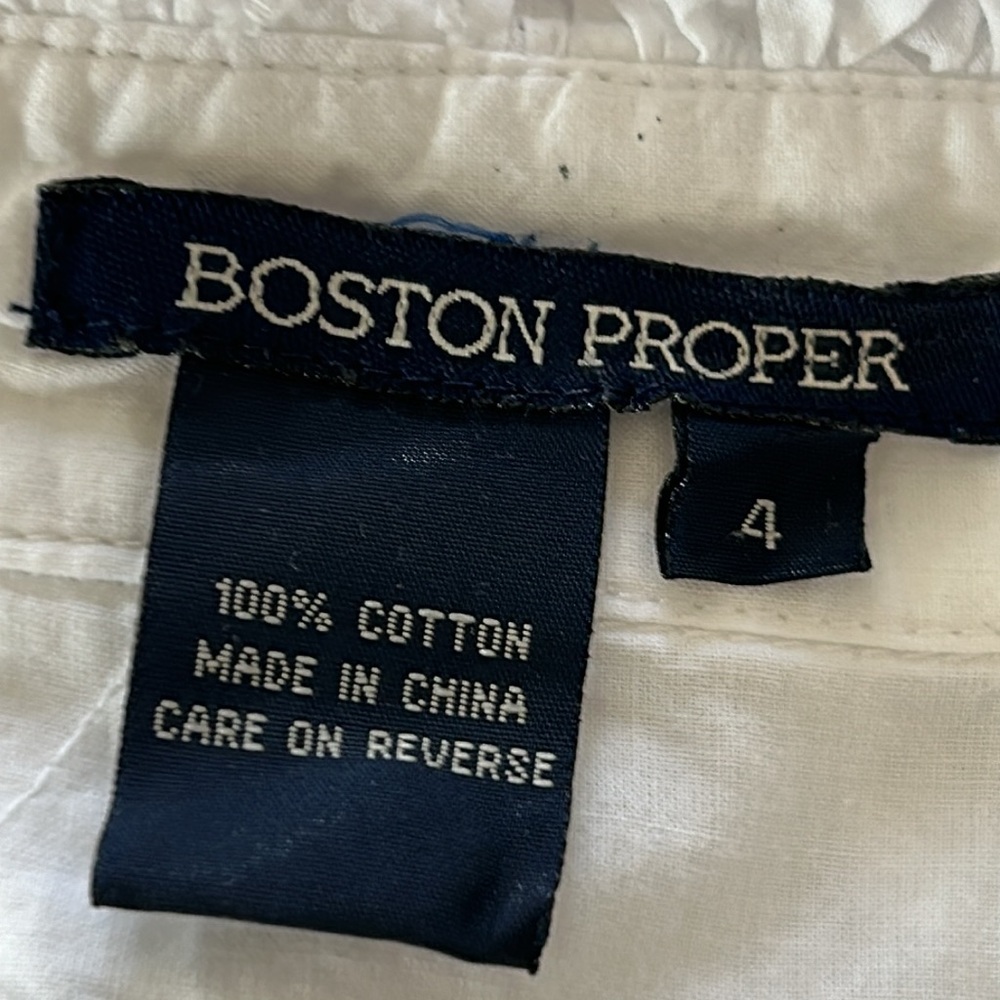 BOSTON PROPER
4
100% COTTON
MADE IN CHINA
CARE ON REVERSE